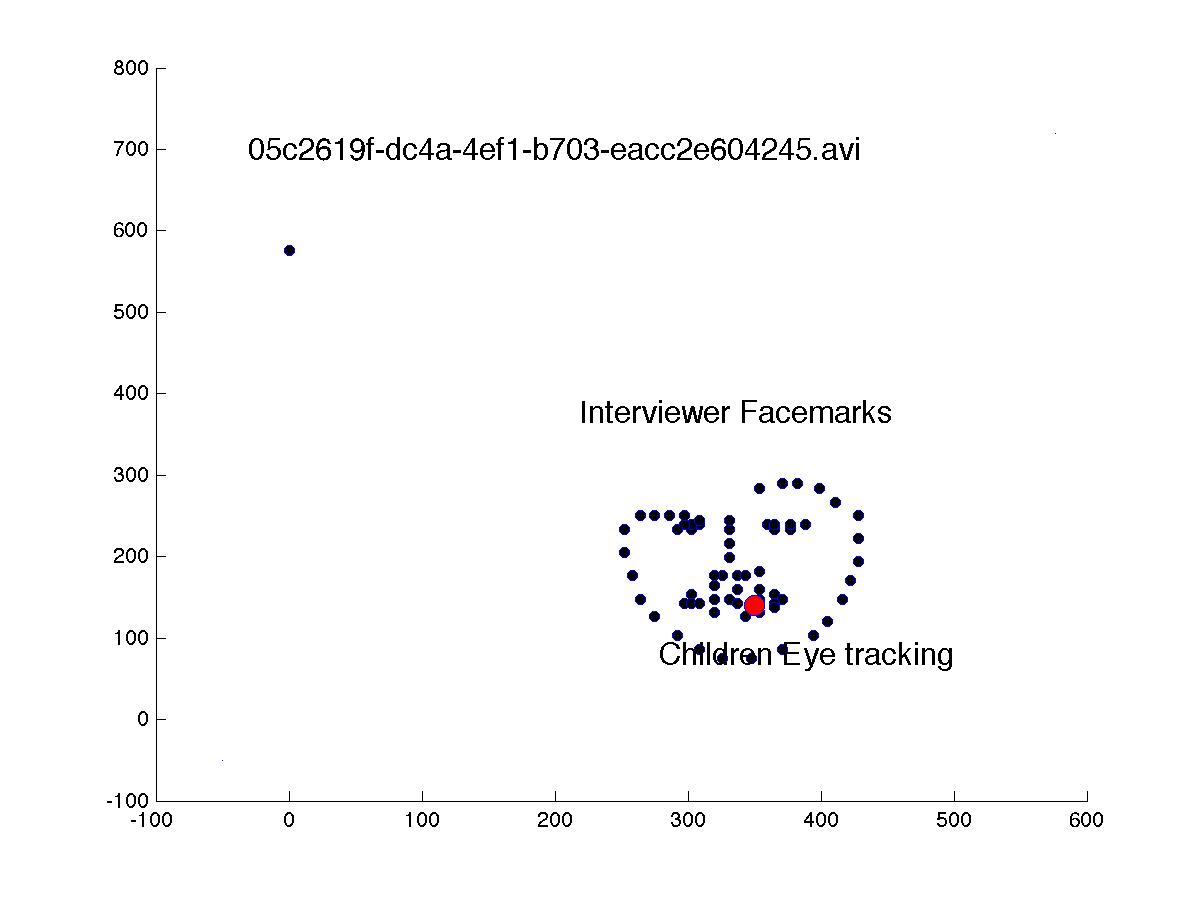 800
700
05c2619f-dc4a-4ef1-b703-eacc2e604245.avi
600
500
400
Interviewer Facemarks
300
200
100
Children Eye tracking
0
-100
-100 0 100 200 300 400 500 600